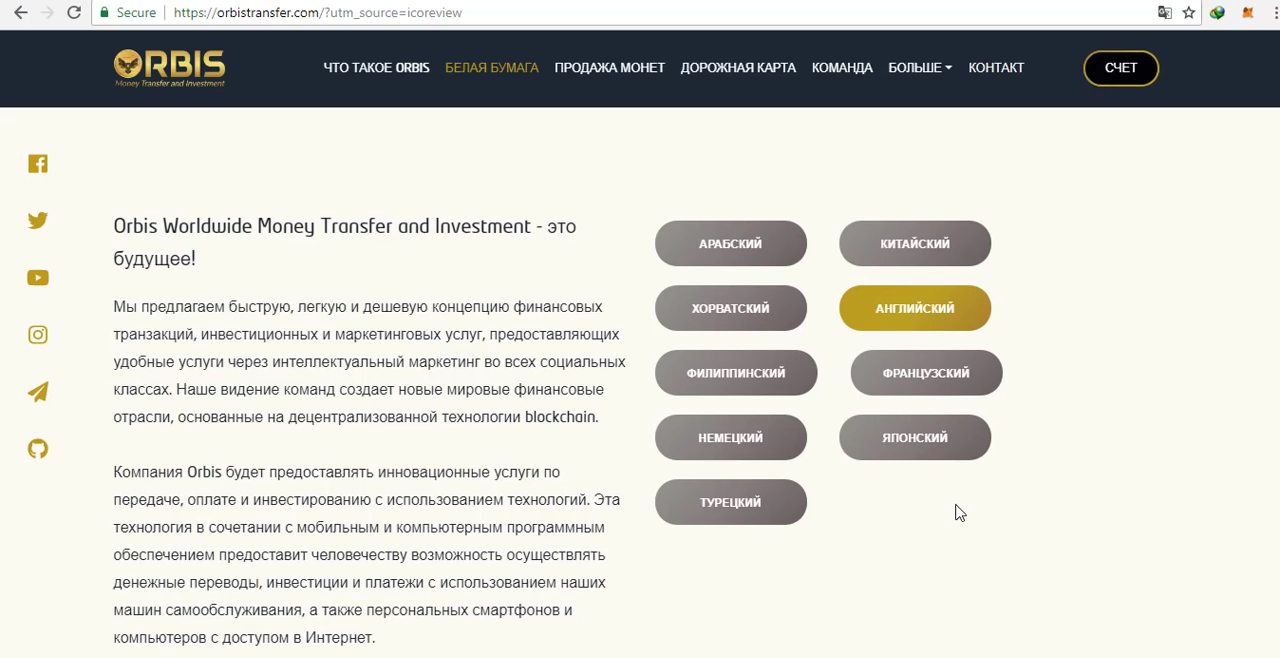 Secure https://orbistransfer.com/?utm_source=icoreview
ORBIS
Money Transfer and Investment
ЧТО ТАКОЕ ORBIS БЕЛАЯ БУМАГА ПРОДАЖА МОНЕТ ДОРОЖНАЯ КАРТА КОМАНДА БОЛЬШЕ КОНТАКТ СЧЕТ
Orbis Worldwide Money Transfer and Investment - это
будущее!
Мы предлагаем быструю, легкую и дешевую концепцию финансовых
транзакций, инвестиционных и маркетинговых услуг, предоставляющих
удобные услуги через интеллектуальный маркетинг во всех социальных
классах. Наше видение команд создает новые мировые финансовые
отрасли, основанные на децентрализованной технологии blockchain.
Компания Orbis будет предоставлять инновационные услуги по
передаче, оплате и инвестированию с использованием технологий. Эта
технология в сочетании с мобильным и компьютерным программным
обеспечением предоставит человечеству возможность осуществлять
денежные переводы, инвестиции и платежи с использованием наших
машин самообслуживания, а также персональных смартфонов и
компьютеров с доступом в Интернет.
АРАБСКИЙ КИТАЙСКИЙ
ХОРВАТСКИЙ АНГЛИЙСКИЙ
ФИЛИППИНСКИЙ ФРАНЦУЗСКИЙ
НЕМЕЦКИЙ ЯПОНСКИЙ
ТУРЕЦКИЙ